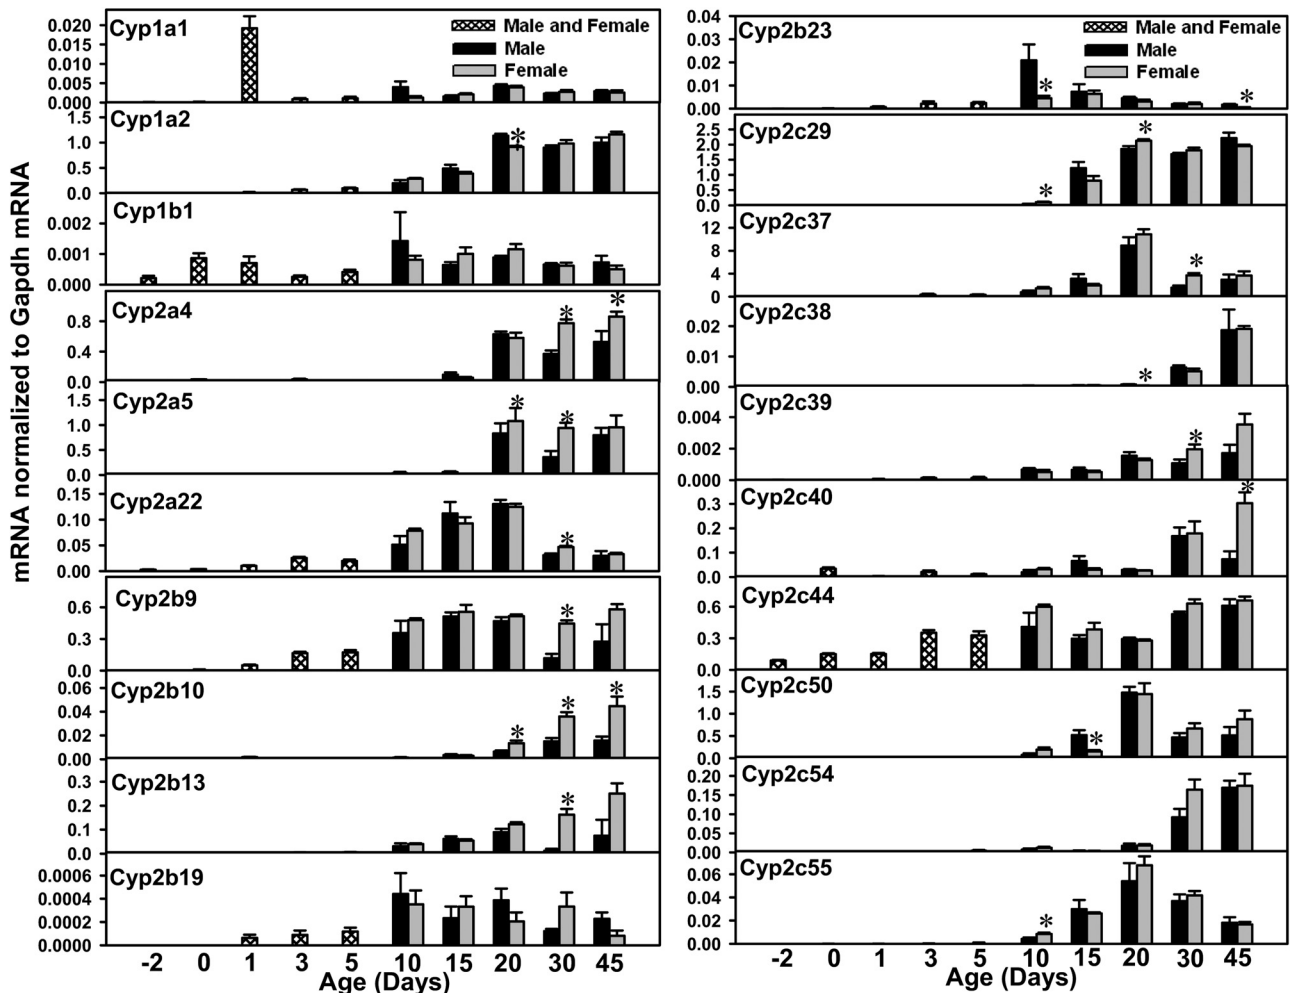 mRNA normalized to Gapdh mRNA
Cyp1a1
Male and Female
Male
Female
0.020
0.015
0.010
0.005
0.000
Cyp1a2
1.5
1.0
0.5
0.0
*
Cyp1b1
0.002
0.001
0.000
Cyp2a4
0.8
0.4
0.0
* *
Cyp2a5
1.5
1.0
0.5
0.0
* *
Cyp2a22
0.15
0.10
0.05
0.00
*
Cyp2b9
0.6
0.3
0.0
*
Cyp2b10
0.06
0.04
0.02
0.00
* * *
Cyp2b13
0.3
0.2
0.1
0.0
*
Cyp2b19
0.0006
0.0004
0.0002
0.0000
-2 0 1 3 5 10 15 20 30 45
Age (Days)
Cyp2b23
Male and Female
Male
Female
0.04
0.03
0.02
0.01
0.00
* *
Cyp2c29
2.5
2.0
1.5
1.0
0.5
0.0
* *
Cyp2c37
12
8
4
0
*
Cyp2c38
0.02
0.01
0.00
*
Cyp2c39
0.004
0.002
0.000
*
Cyp2c40
0.3
0.2
0.1
0.0
*
Cyp2c44
0.6
0.3
0.0
Cyp2c50
1.5
1.0
0.5
0.0
*
Cyp2c54
0.20
0.15
0.10
0.05
0.00
Cyp2c55
0.06
0.04
0.02
0.00
*
-2 0 1 3 5 10 15 20 30 45
Age (Days)